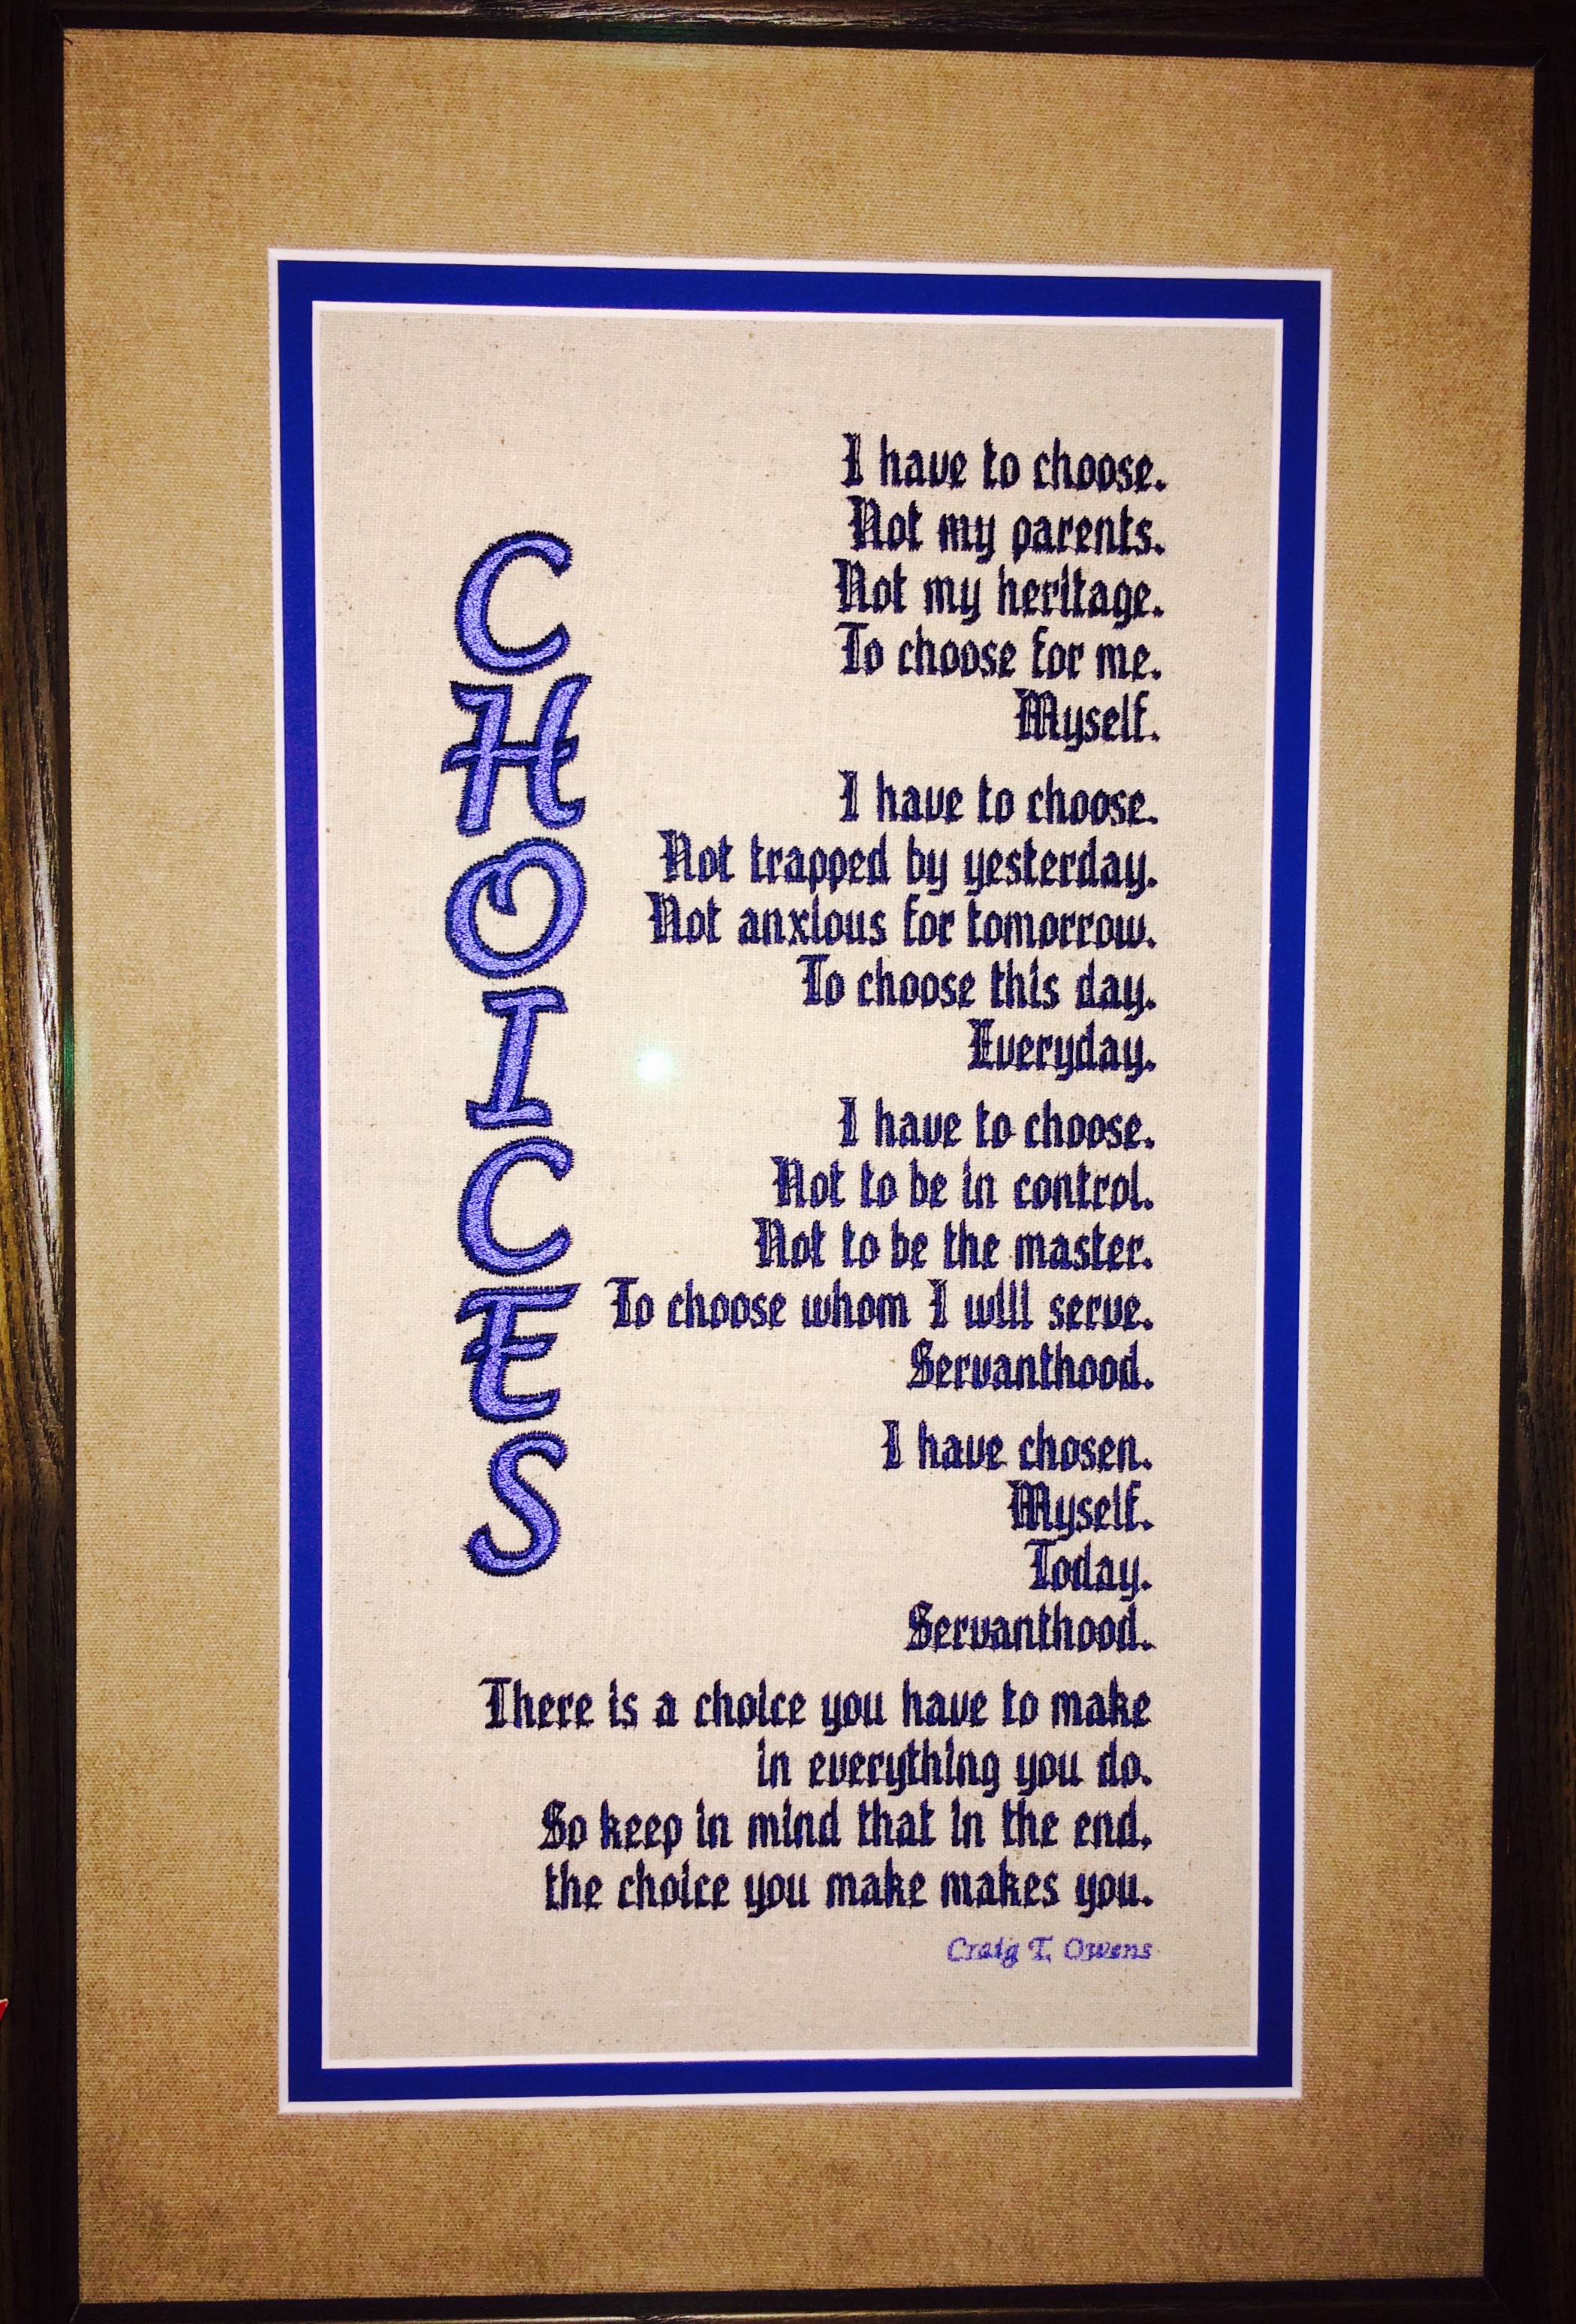 CHOICES
I have to choose.
Not my parents.
Not my heritage.
To choose for me.
Myself.
I have to choose.
Not trapped by yesterday.
Not anxious for tomorrow.
To choose this day.
Everyday.
I have to choose.
Not to be in control.
Not to be the master.
To choose whom I will serve.
Servanthood.
I have chosen.
Myself.
Today.
Servanthood.
There is a choice you have to make
in everything you do.
So keep in mind that in the end,
the choice you make makes you.
Craig T. Owens